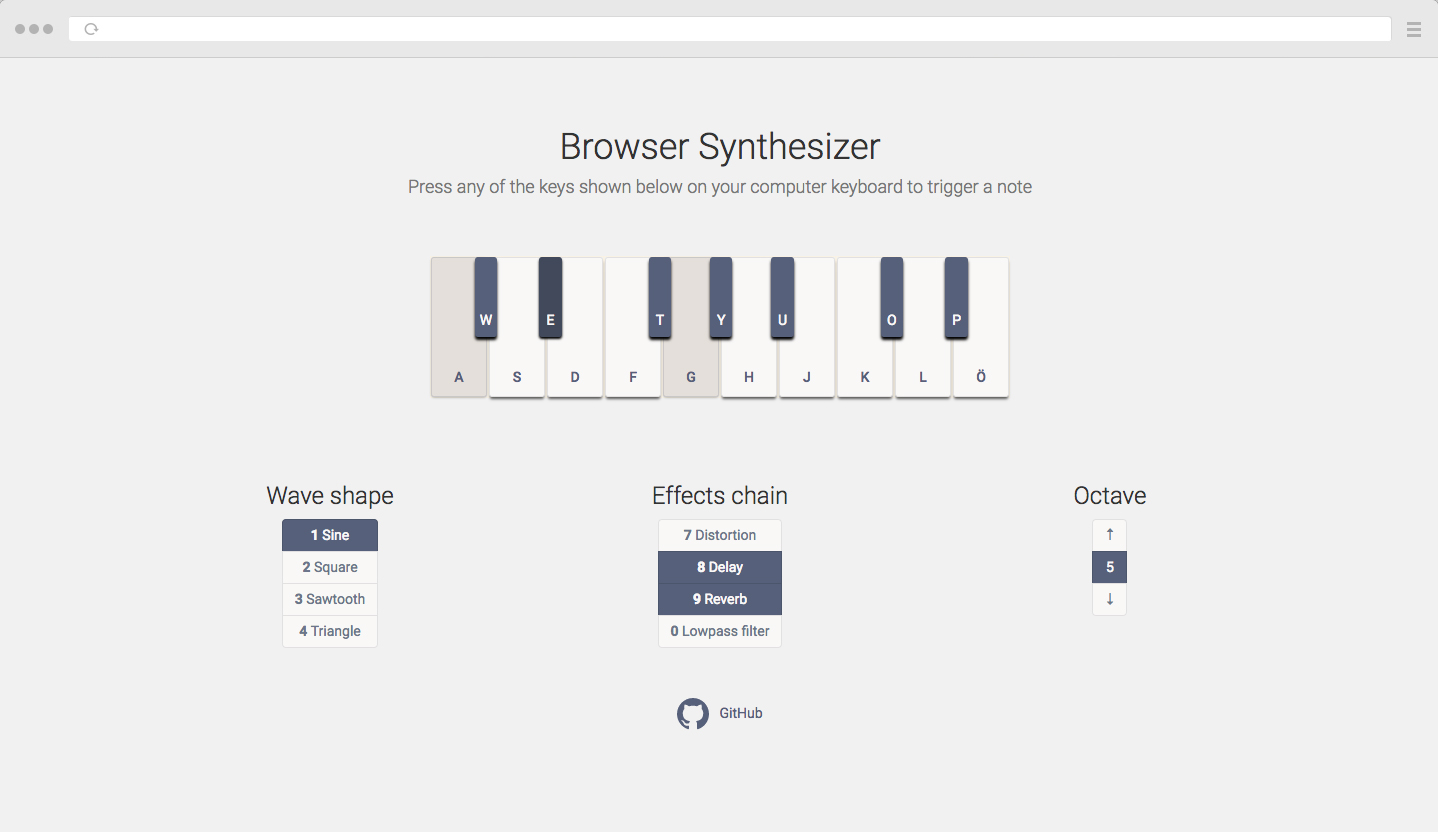 Browser Synthesizer
Press any of the keys shown below on your computer keyboard to trigger a note
W E T Y U O P
A S D F G H J K L Ö
Wave shape
1 Sine
2 Square
3 Sawtooth
4 Triangle
Effects chain
7 Distortion
8 Delay
9 Reverb
0 Lowpass filter
Octave
↑
5
↓
GitHub